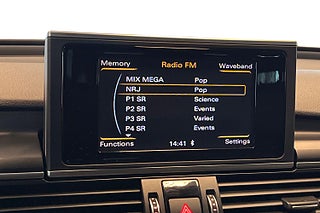 Memory Radio FM Waveband
MIX MEGA Pop
NRJ Pop
P1 SR Science
P2 SR Events
P3 SR Varied
P4 SR Events
Functions 14:41 Settings